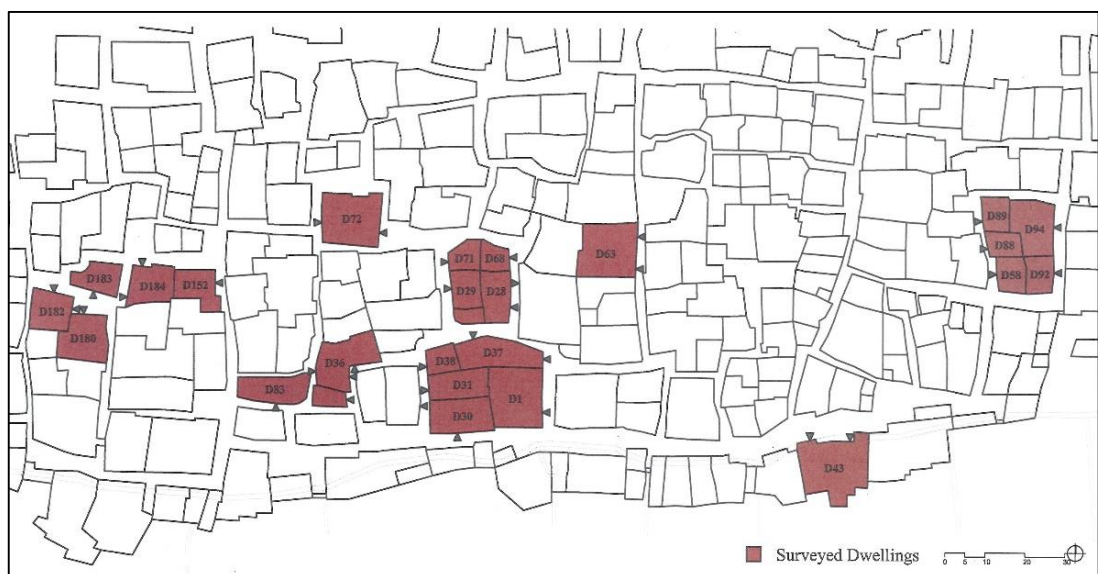 D72
D71
D68
D63
D89
D94
D88
D58
D92
D183
D184
D152
D182
D180
D29
D28
D36
D83
D38
D37
D31
D1
D30
D43
Surveyed Dwellings
0 5 10 20 30